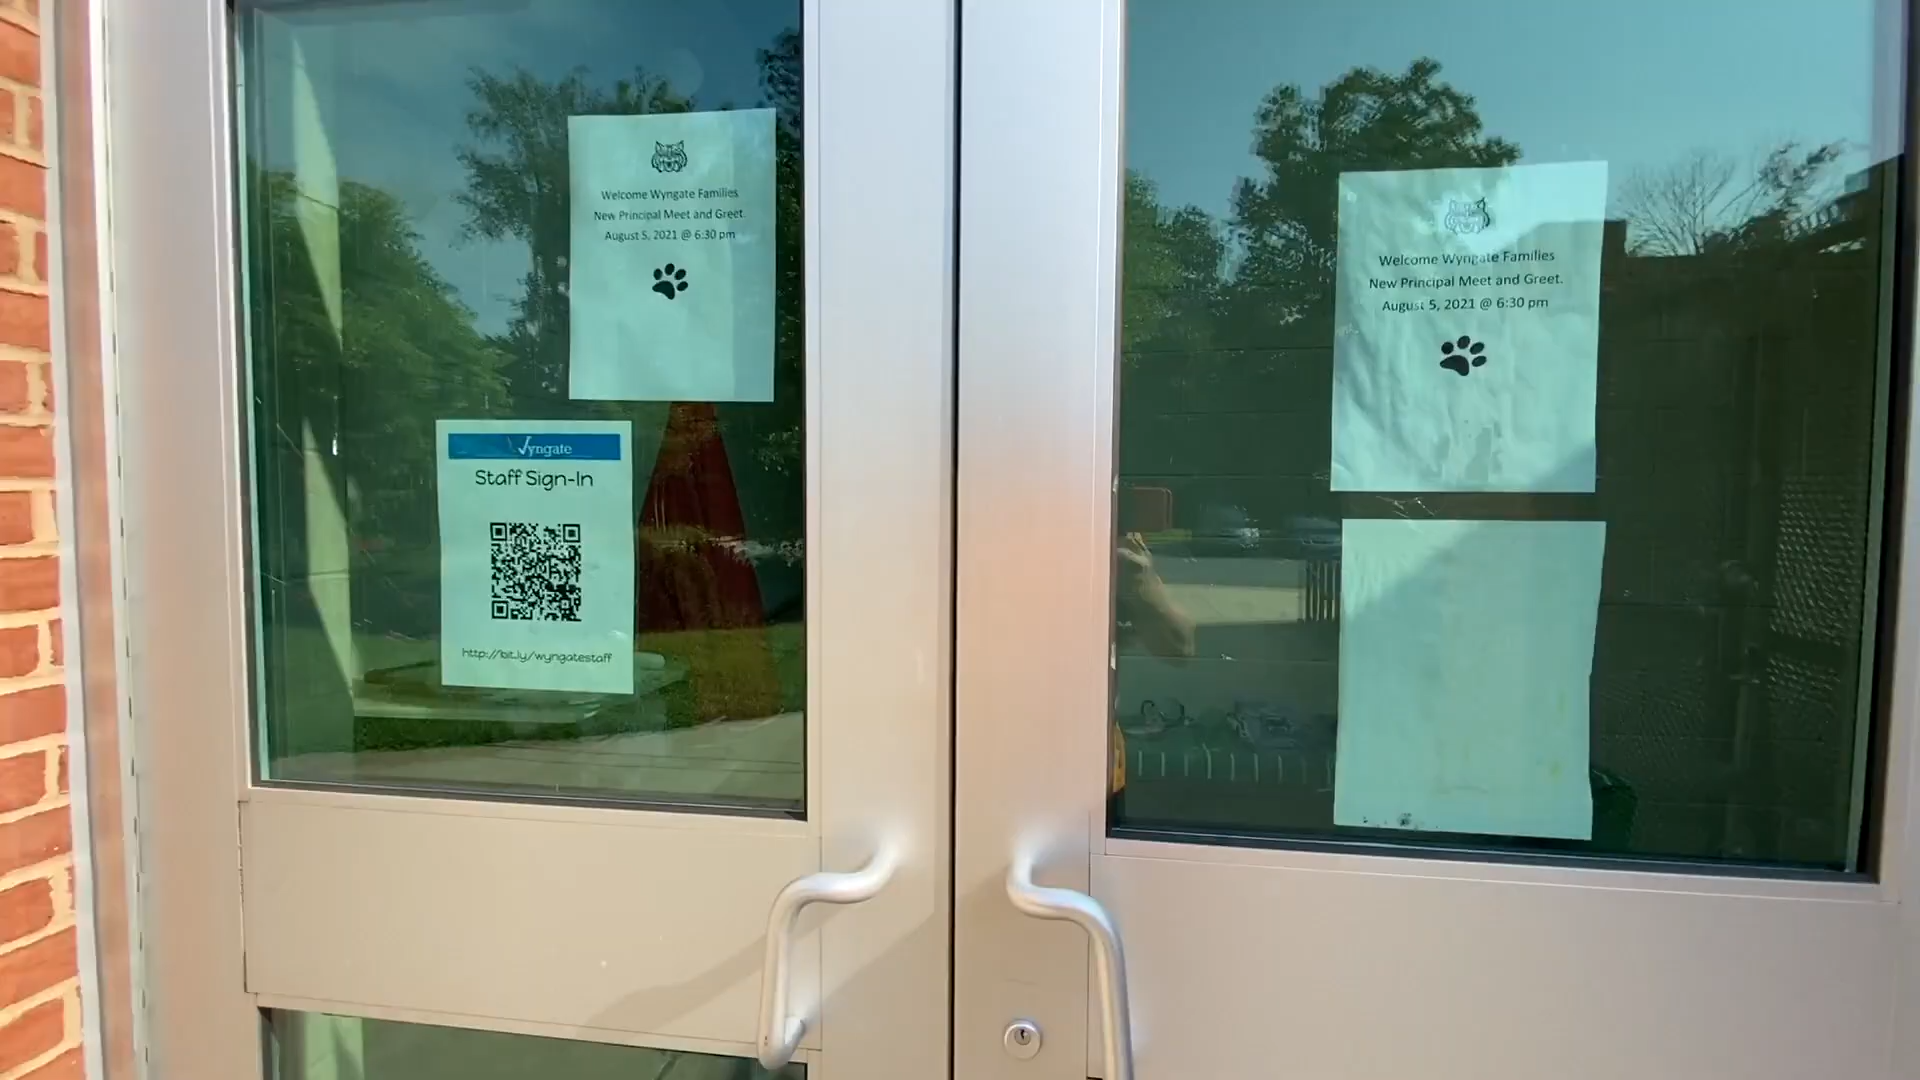 Welcome Wyngate Families
New Principal Meet and Greet.
August 5, 2021 @ 6:30 pm
Wyngate
Staff Sign-In
http://bit.ly/wyngatestaff
Welcome Wyngate Families
New Principal Meet and Greet.
August 5, 2021 @ 6:30 pm